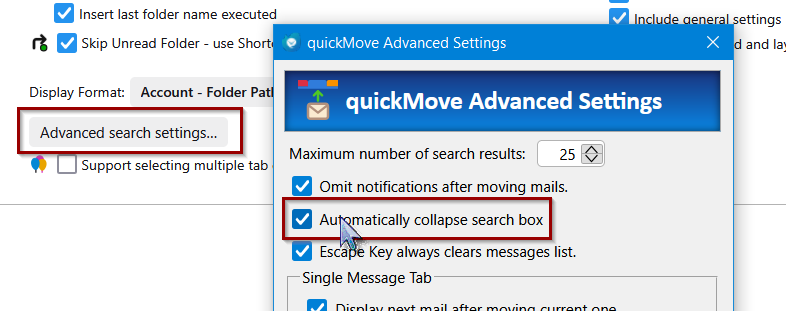 Insert last folder name executed
Include general settings
Skip Unread Folder - use
quickMove Advanced Settings
and
Display Format: Account - Folder
quickMove Advanced Settings
Advanced search settings...
Maximum number of search results: 25
Support selecting multiple tab
Omit notifications after moving mails.
Automatically collapse search box
Escape Key always clears messages list.
Single Message Tab
Display next mail after moving current one